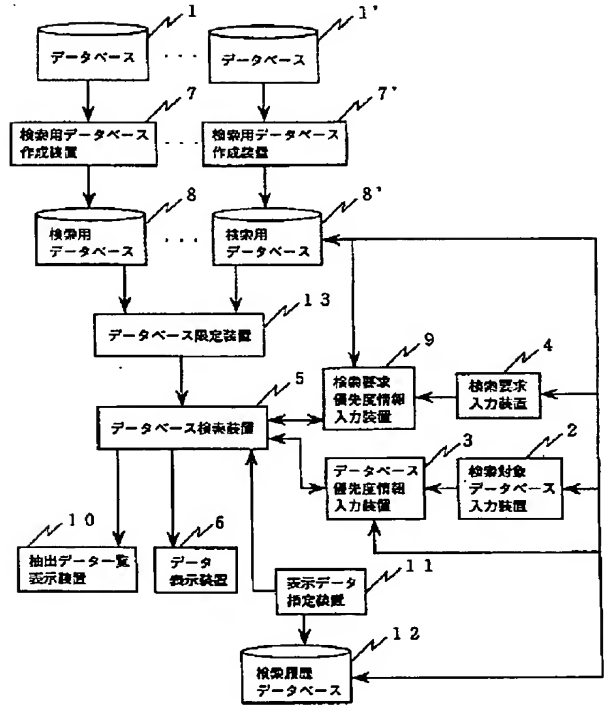 1
データベース
・・・
1'
データベース
7
検索用データベース
作成装置
・・・
7'
検索用データベース
作成装置
8
検索用
データベース
・・・
8'
検索用
データベース
13
データベース限定装置
5
データベース検索装置
9
検索要求
優先度情報
入力装置
4
検索要求
入力装置
3
データベース
優先度情報
入力装置
2
検索対象
データベース
入力装置
10
抽出データ一覧
表示装置
6
データ
表示装置
11
表示データ
指定装置
12
検索履歴
データベース